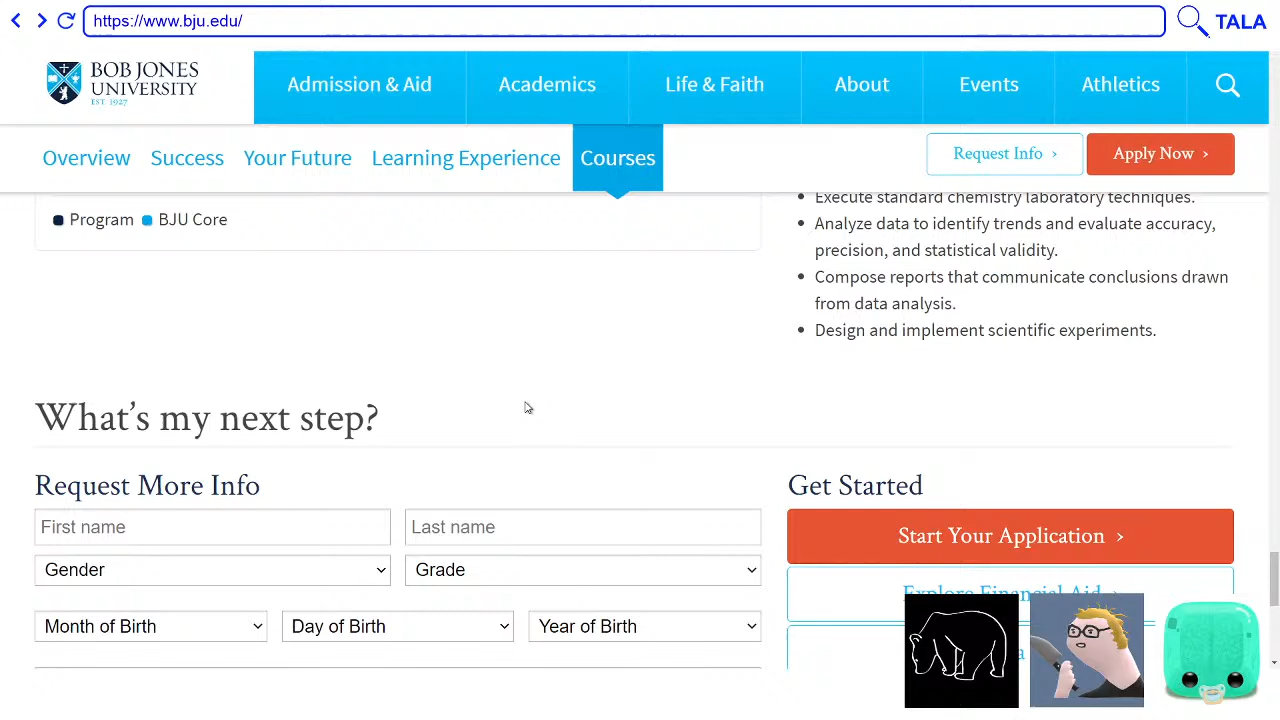 https://www.bju.edu/
TALA
BOB JONES
UNIVERSITY
EST. 1927
Admission & Aid
Academics
Life & Faith
About
Events
Athletics
Overview
Success
Your Future
Learning Experience
Courses
Request Info ›
Apply Now ›
Program
BJU Core
• Execute standard chemistry laboratory techniques.
• Analyze data to identify trends and evaluate accuracy,
precision, and statistical validity.
• Compose reports that communicate conclusions drawn
from data analysis.
• Design and implement scientific experiments.
What's my next step?
Request More Info
First name
Last name
Gender
Grade
Month of Birth
Day of Birth
Year of Birth
Get Started
Start Your Application ›
Explore Financial Aid ›